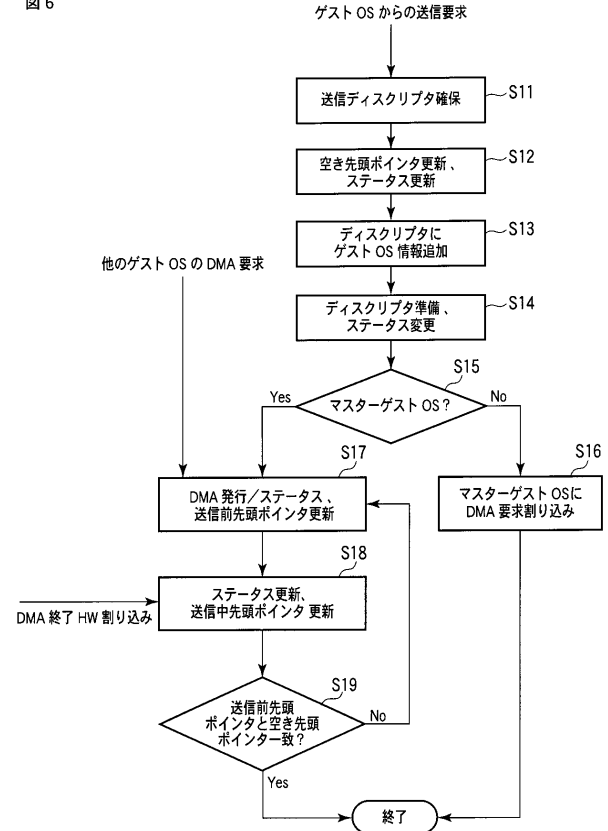 図6
ゲスト OS からの送信要求
送信ディスクリプタ確保
S11
空き先頭ポインタ更新、
ステータス更新
S12
ディスクリプタに
ゲスト OS 情報追加
S13
他のゲスト OS の DMA 要求
ディスクリプタ準備、
ステータス変更
S14
マスターゲスト OS?
S15
Yes
No
DMA 発行/ステータス、
送信前先頭ポインタ更新
S17
マスターゲスト OSに
DMA 要求割り込み
S16
ステータス更新、
送信中先頭ポインタ 更新
S18
DMA 終了 HW 割り込み
送信前先頭
ポインタと空き先頭
ポインター致?
S19
No
Yes
終了